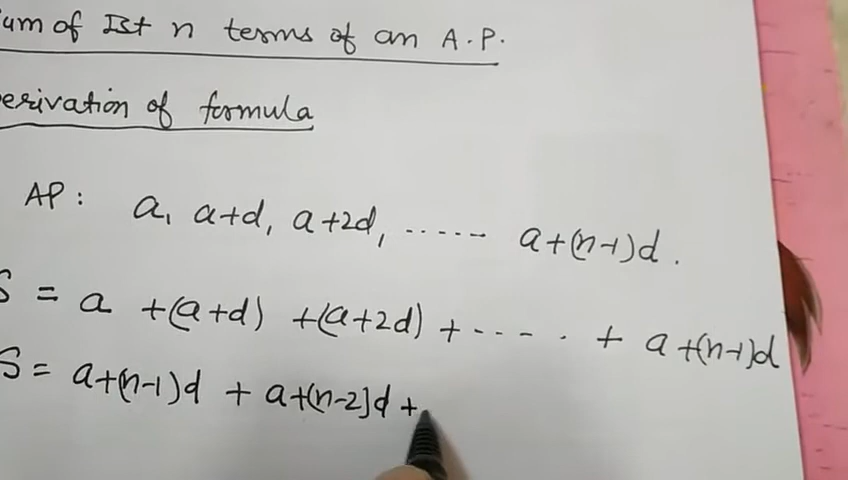 um of Ist n terms of an A.P.
erivation of formula
AP : a, a+d, a+2d, ...... a+(n-1)d .
S = a +(a+d) +(a+2d) +---- . + a+(n-1)d
S = a+(n-1)d + a+(n-2)d +